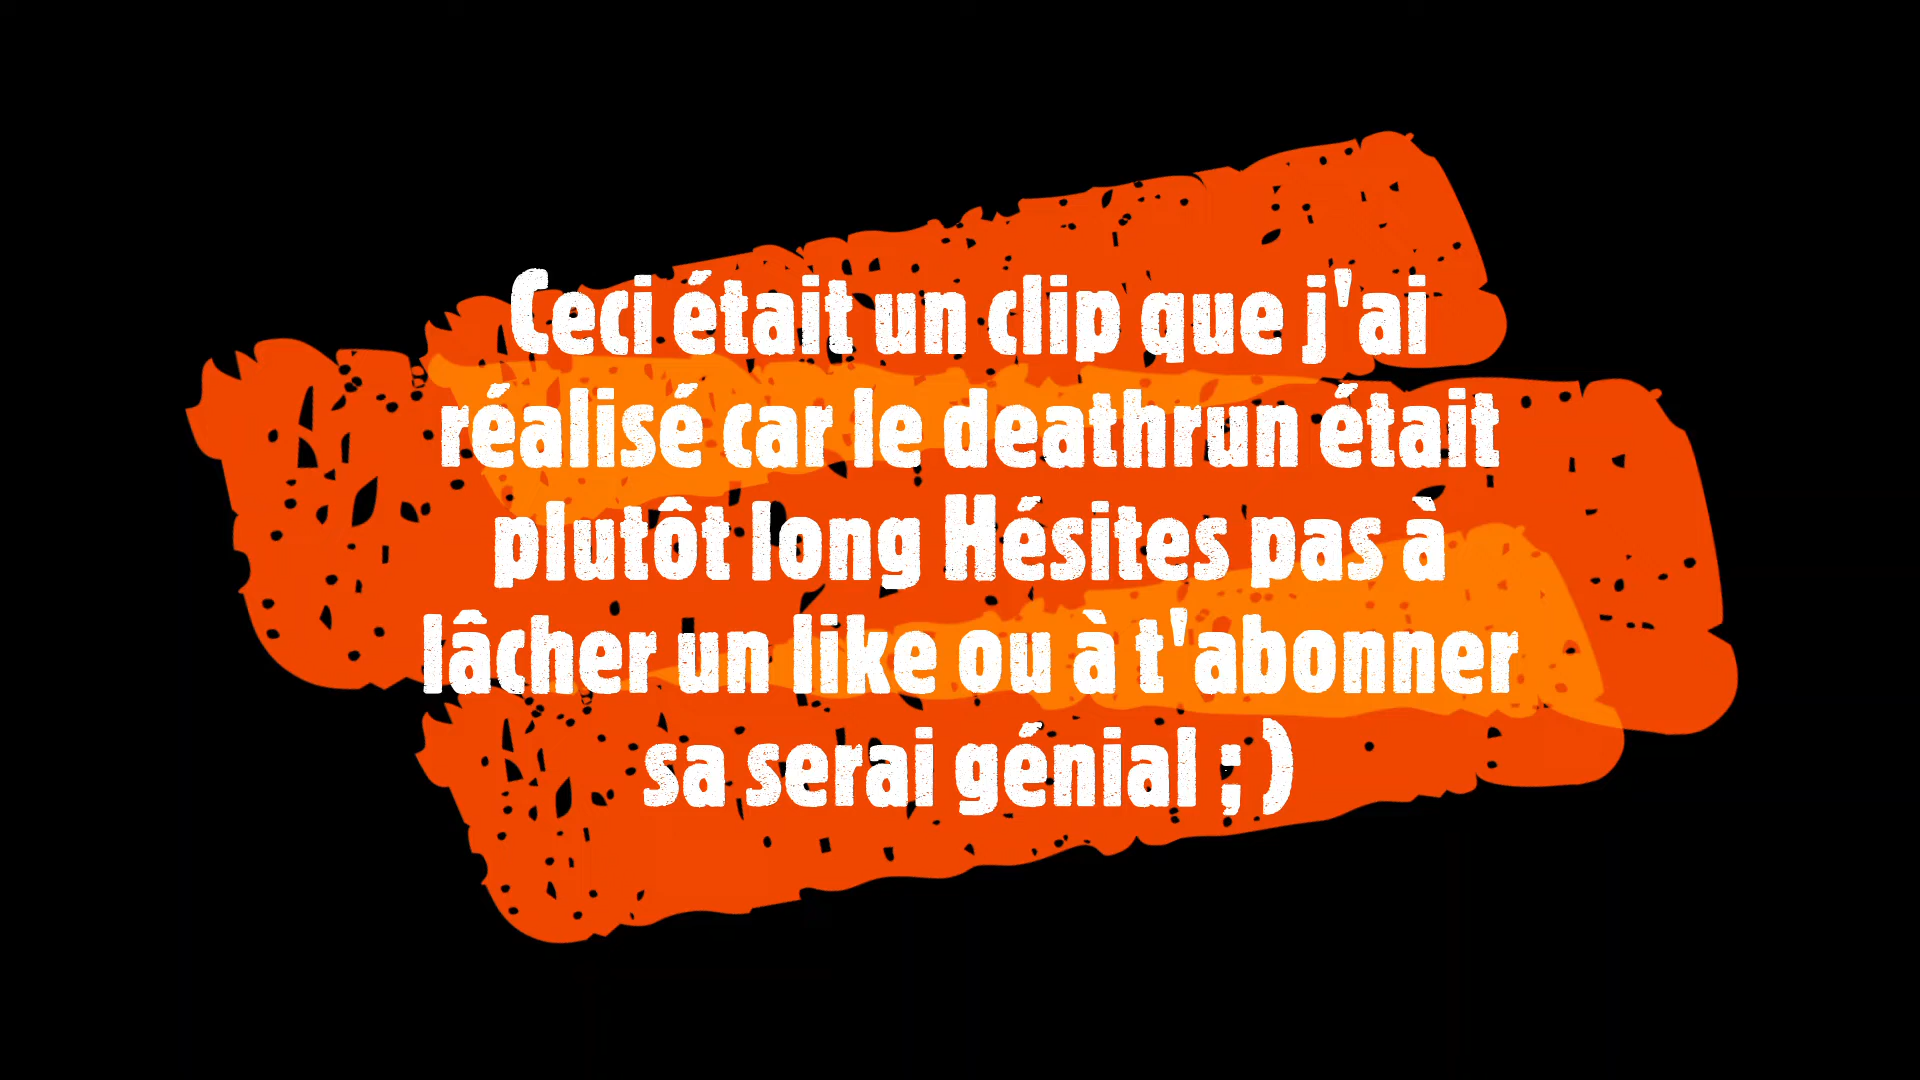 Ceci était un clip que j'ai
réalisé car le deathrun était
plutôt long Hésites pas à
lâcher un like ou à t'abonner
sa serai génial ; )